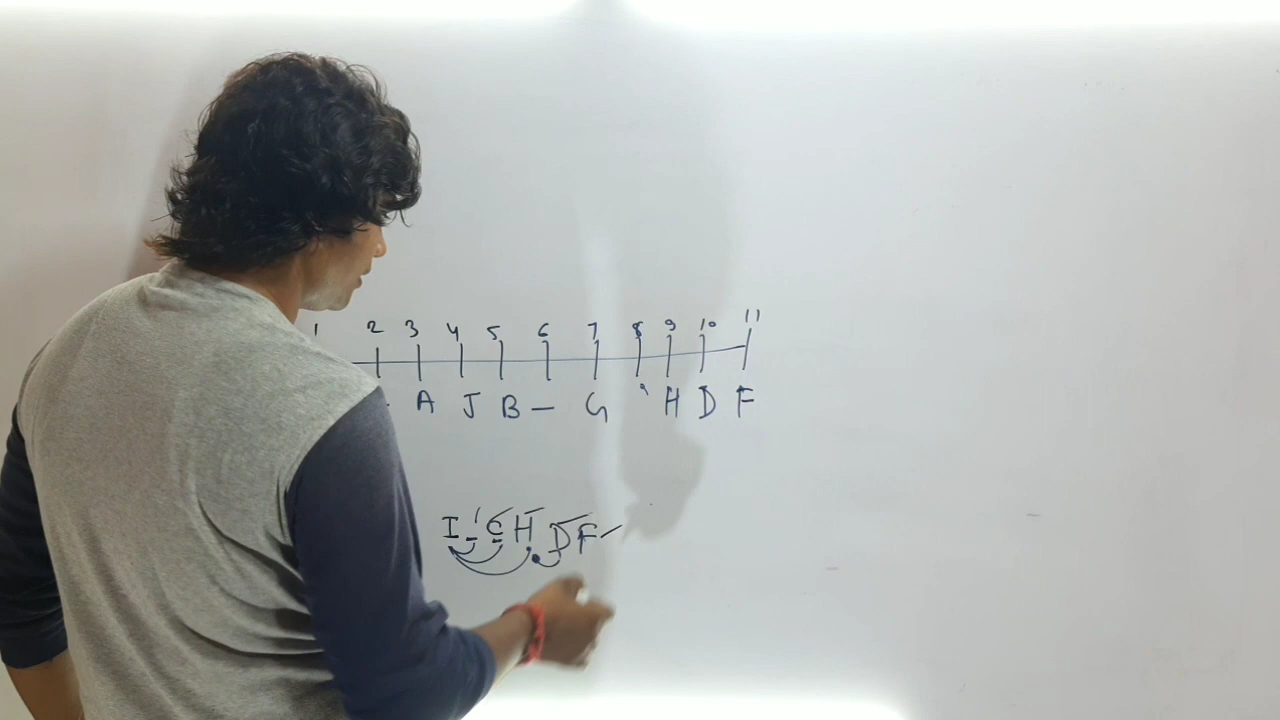 1 2 3 4 5 6 7 8 9 10 11
A J B – G H D F
I – C H D F